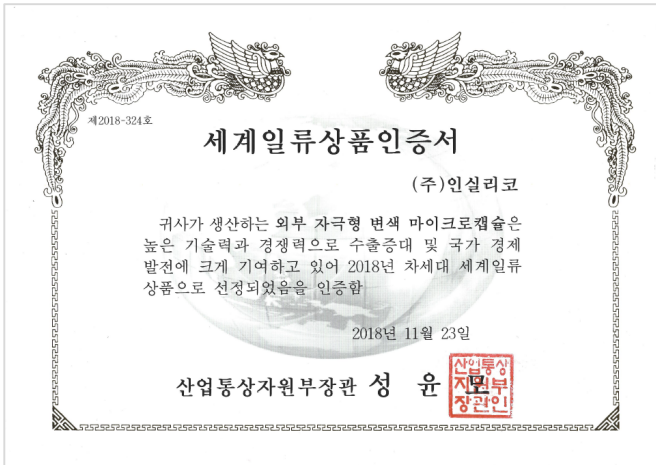 제2018-324호
세계일류상품인증서
(주)인실리코
귀사가 생산하는 외부 자극형 변색 마이크로캡슐은
높은 기술력과 경쟁력으로 수출증대 및 국가 경제
발전에 크게 기여하고 있어 2018년 차세대 세계일류
상품으로 선정되었음을 인증함
2018년 11월 23일
산업통상자원부장관 성 윤 모
산업통상
자원부
장관인